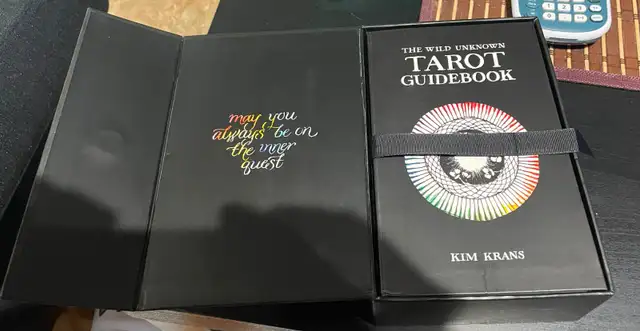 may you
always be on
the inner
quest
THE WILD UNKNOWN
TAROT
GUIDEBOOK
KIM KRANS